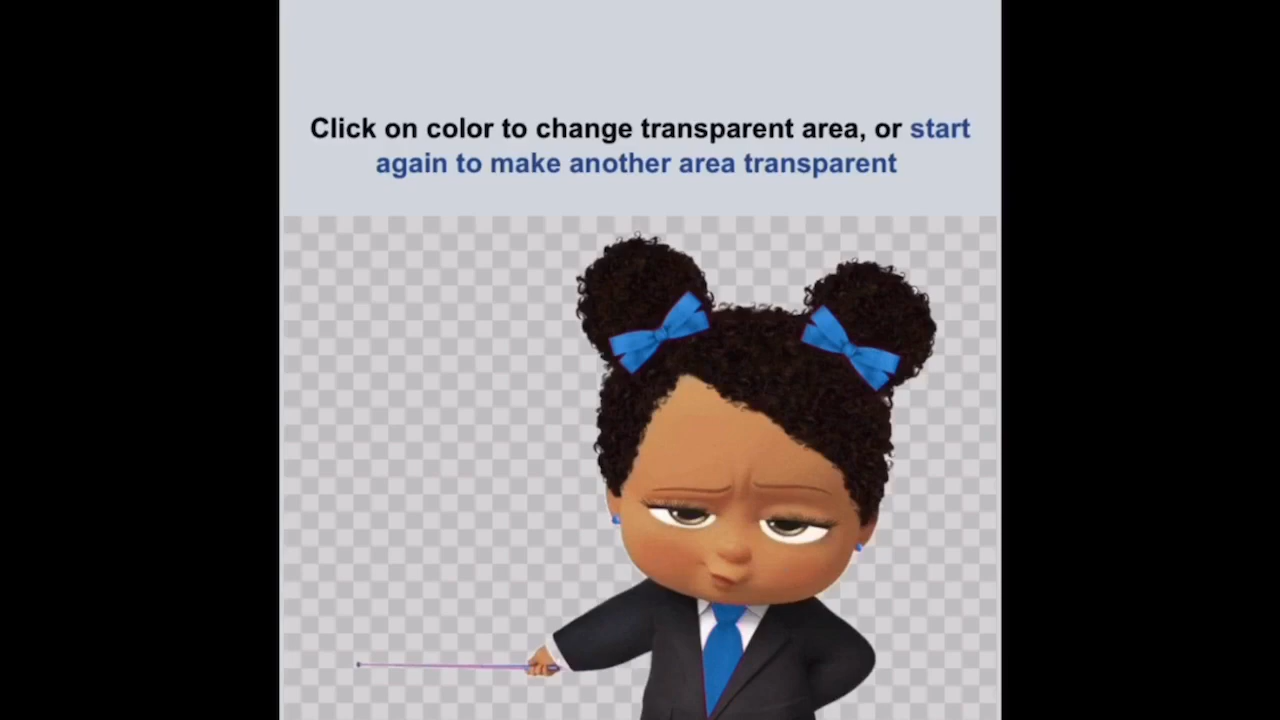 Click on color to change transparent area, or start
again to make another area transparent